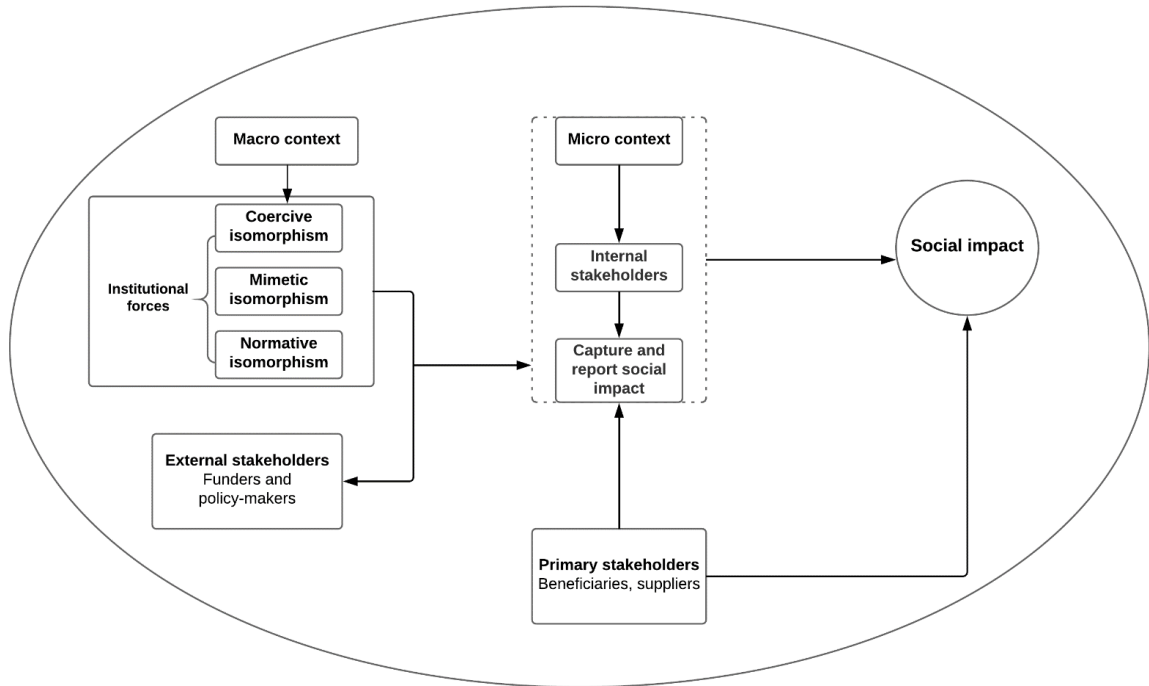 Macro context
Coercive
isomorphism
Institutional
forces
Mimetic
isomorphism
Normative
isomorphism
External stakeholders
Funders and
policy-makers
Micro context
Internal
stakeholders
Capture and
report social
impact
Primary stakeholders
Beneficiaries, suppliers
Social impact